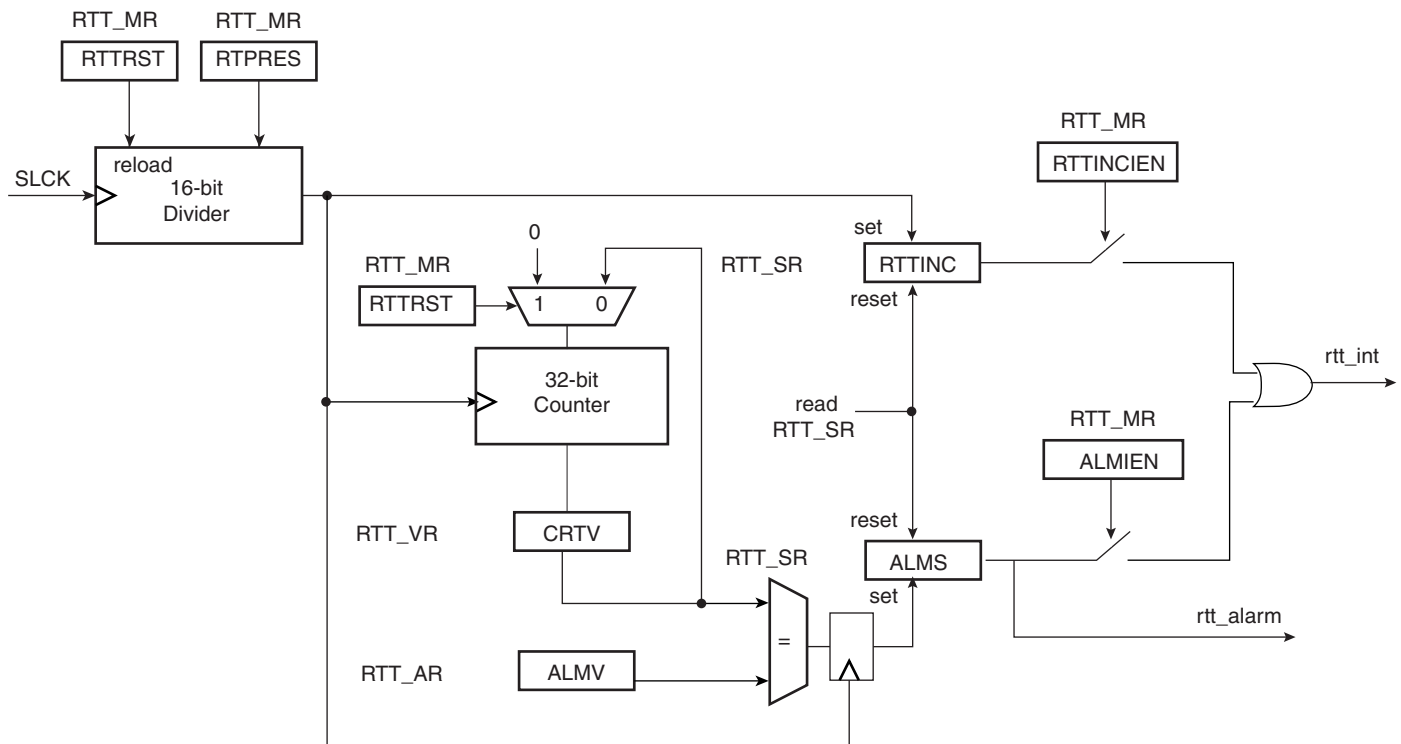 RTT_MR
RTT_MR
RTTRST
RTPRES
reload
16-bit
Divider
SLCK
RTT_MR
RTTINCIEN
0
set
RTT_MR
RTT_SR
RTTINC
RTTRST
1
0
reset
32-bit
Counter
rtt_int
read
RTT_SR
RTT_MR
ALMIEN
reset
RTT_VR
CRTV
RTT_SR
ALMS
set
rtt_alarm
=
RTT_AR
ALMV